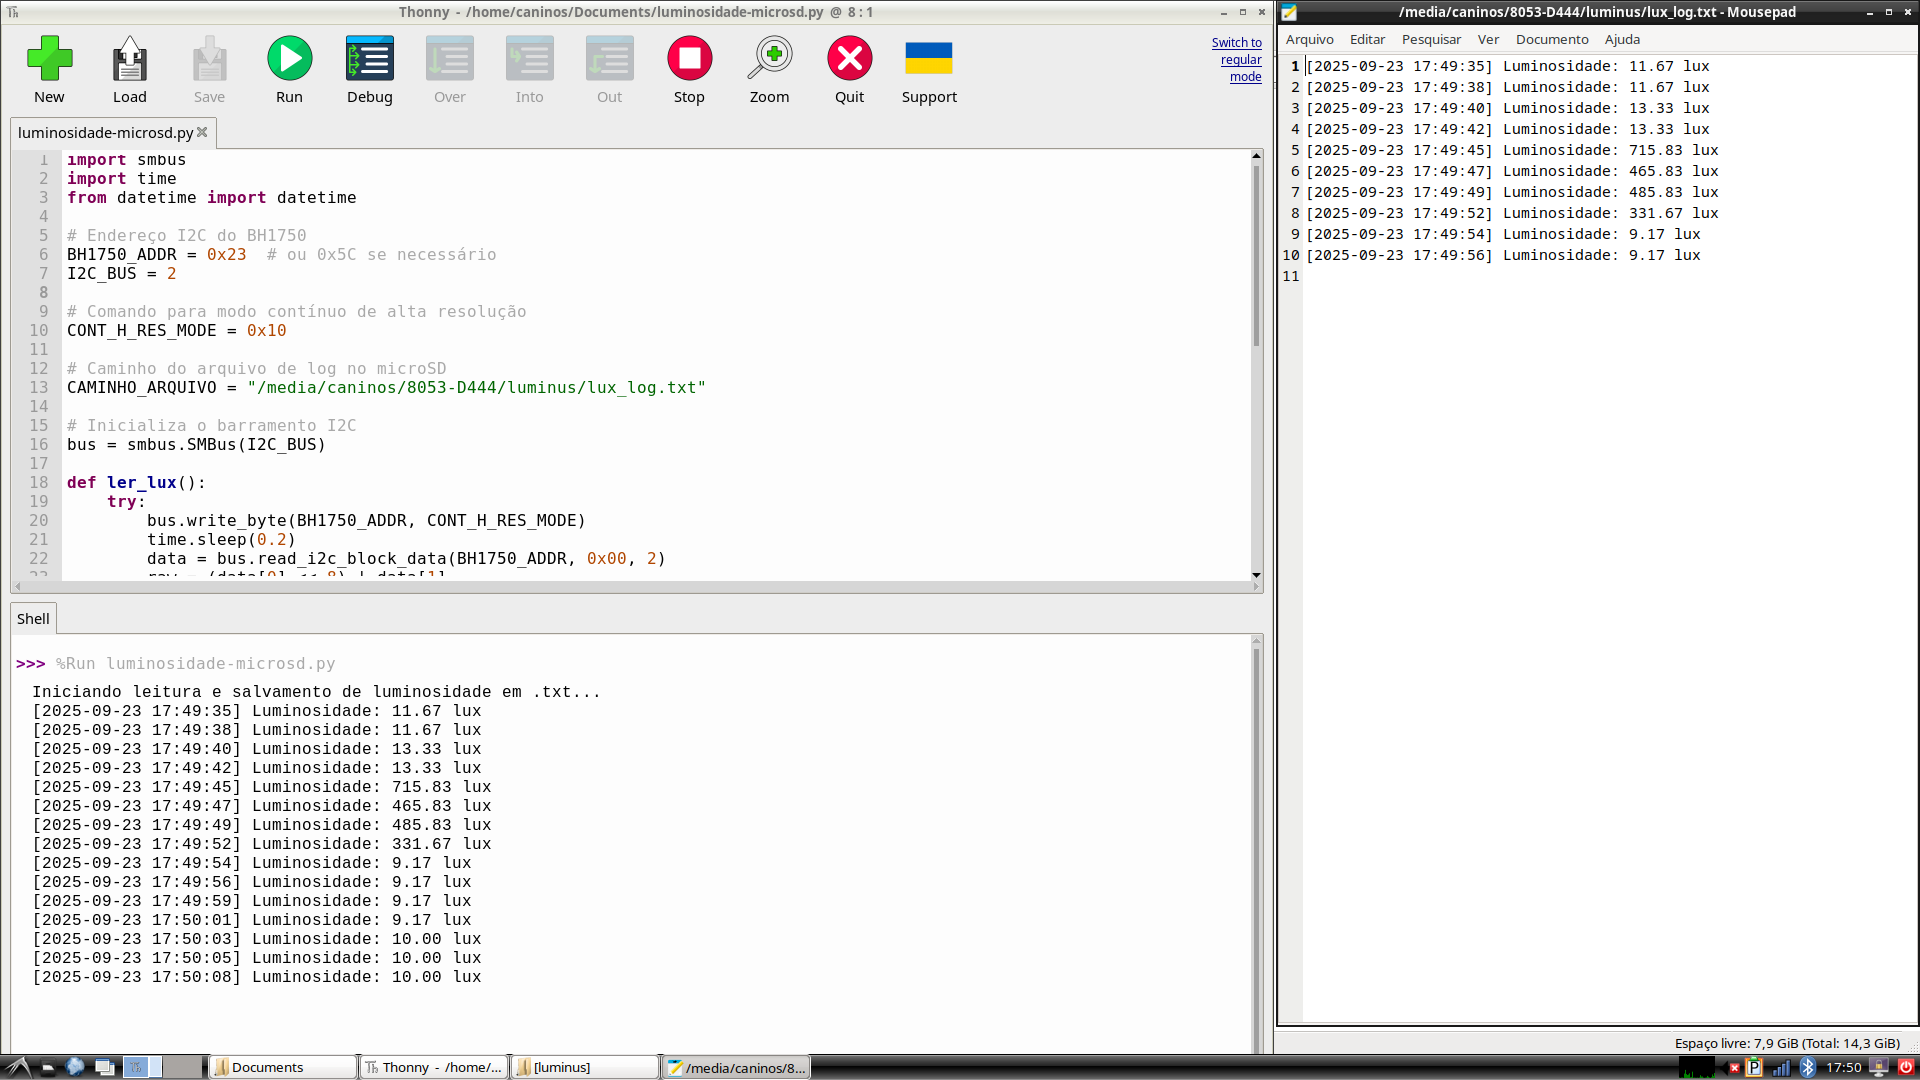 Thonny - /home/caninos/Documents/luminosidade-microsd.py @ 8 : 1
New
Load
Save
Run
Debug
Over
Into
Out
Stop
Zoom
Quit
Support
Switch to
regular
mode
luminosidade-microsd.py
1 import smbus
2 import time
3 from datetime import datetime
4
5 # Endereço I2C do BH1750
6 BH1750_ADDR = 0x23  # ou 0x5C se necessário
7 I2C_BUS = 2
8
9 # Comando para modo contínuo de alta resolução
10 CONT_H_RES_MODE = 0x10
11
12 # Caminho do arquivo de log no microSD
13 CAMINHO_ARQUIVO = "/media/caninos/8053-D444/luminus/lux_log.txt"
14
15 # Inicializa o barramento I2C
16 bus = smbus.SMBus(I2C_BUS)
17
18 def ler_lux():
19     try:
20         bus.write_byte(BH1750_ADDR, CONT_H_RES_MODE)
21         time.sleep(0.2)
22         data = bus.read_i2c_block_data(BH1750_ADDR, 0x00, 2)
23         raw = (data[0] << 8) | data[1]
Shell
>>> %Run luminosidade-microsd.py
Iniciando leitura e salvamento de luminosidade em .txt...
[2025-09-23 17:49:35] Luminosidade: 11.67 lux
[2025-09-23 17:49:38] Luminosidade: 11.67 lux
[2025-09-23 17:49:40] Luminosidade: 13.33 lux
[2025-09-23 17:49:42] Luminosidade: 13.33 lux
[2025-09-23 17:49:45] Luminosidade: 715.83 lux
[2025-09-23 17:49:47] Luminosidade: 465.83 lux
[2025-09-23 17:49:49] Luminosidade: 485.83 lux
[2025-09-23 17:49:52] Luminosidade: 331.67 lux
[2025-09-23 17:49:54] Luminosidade: 9.17 lux
[2025-09-23 17:49:56] Luminosidade: 9.17 lux
[2025-09-23 17:49:59] Luminosidade: 9.17 lux
[2025-09-23 17:50:01] Luminosidade: 9.17 lux
[2025-09-23 17:50:03] Luminosidade: 10.00 lux
[2025-09-23 17:50:05] Luminosidade: 10.00 lux
[2025-09-23 17:50:08] Luminosidade: 10.00 lux
/media/caninos/8053-D444/luminus/lux_log.txt - Mousepad
Arquivo Editar Pesquisar Ver Documento Ajuda
1 [2025-09-23 17:49:35] Luminosidade: 11.67 lux
2 [2025-09-23 17:49:38] Luminosidade: 11.67 lux
3 [2025-09-23 17:49:40] Luminosidade: 13.33 lux
4 [2025-09-23 17:49:42] Luminosidade: 13.33 lux
5 [2025-09-23 17:49:45] Luminosidade: 715.83 lux
6 [2025-09-23 17:49:47] Luminosidade: 465.83 lux
7 [2025-09-23 17:49:49] Luminosidade: 485.83 lux
8 [2025-09-23 17:49:52] Luminosidade: 331.67 lux
9 [2025-09-23 17:49:54] Luminosidade: 9.17 lux
10 [2025-09-23 17:49:56] Luminosidade: 9.17 lux
11
Espaço livre: 7,9 GiB (Total: 14,3 GiB)
Documents
Thonny - /home/...
[luminus]
/media/caninos/8...
17:50